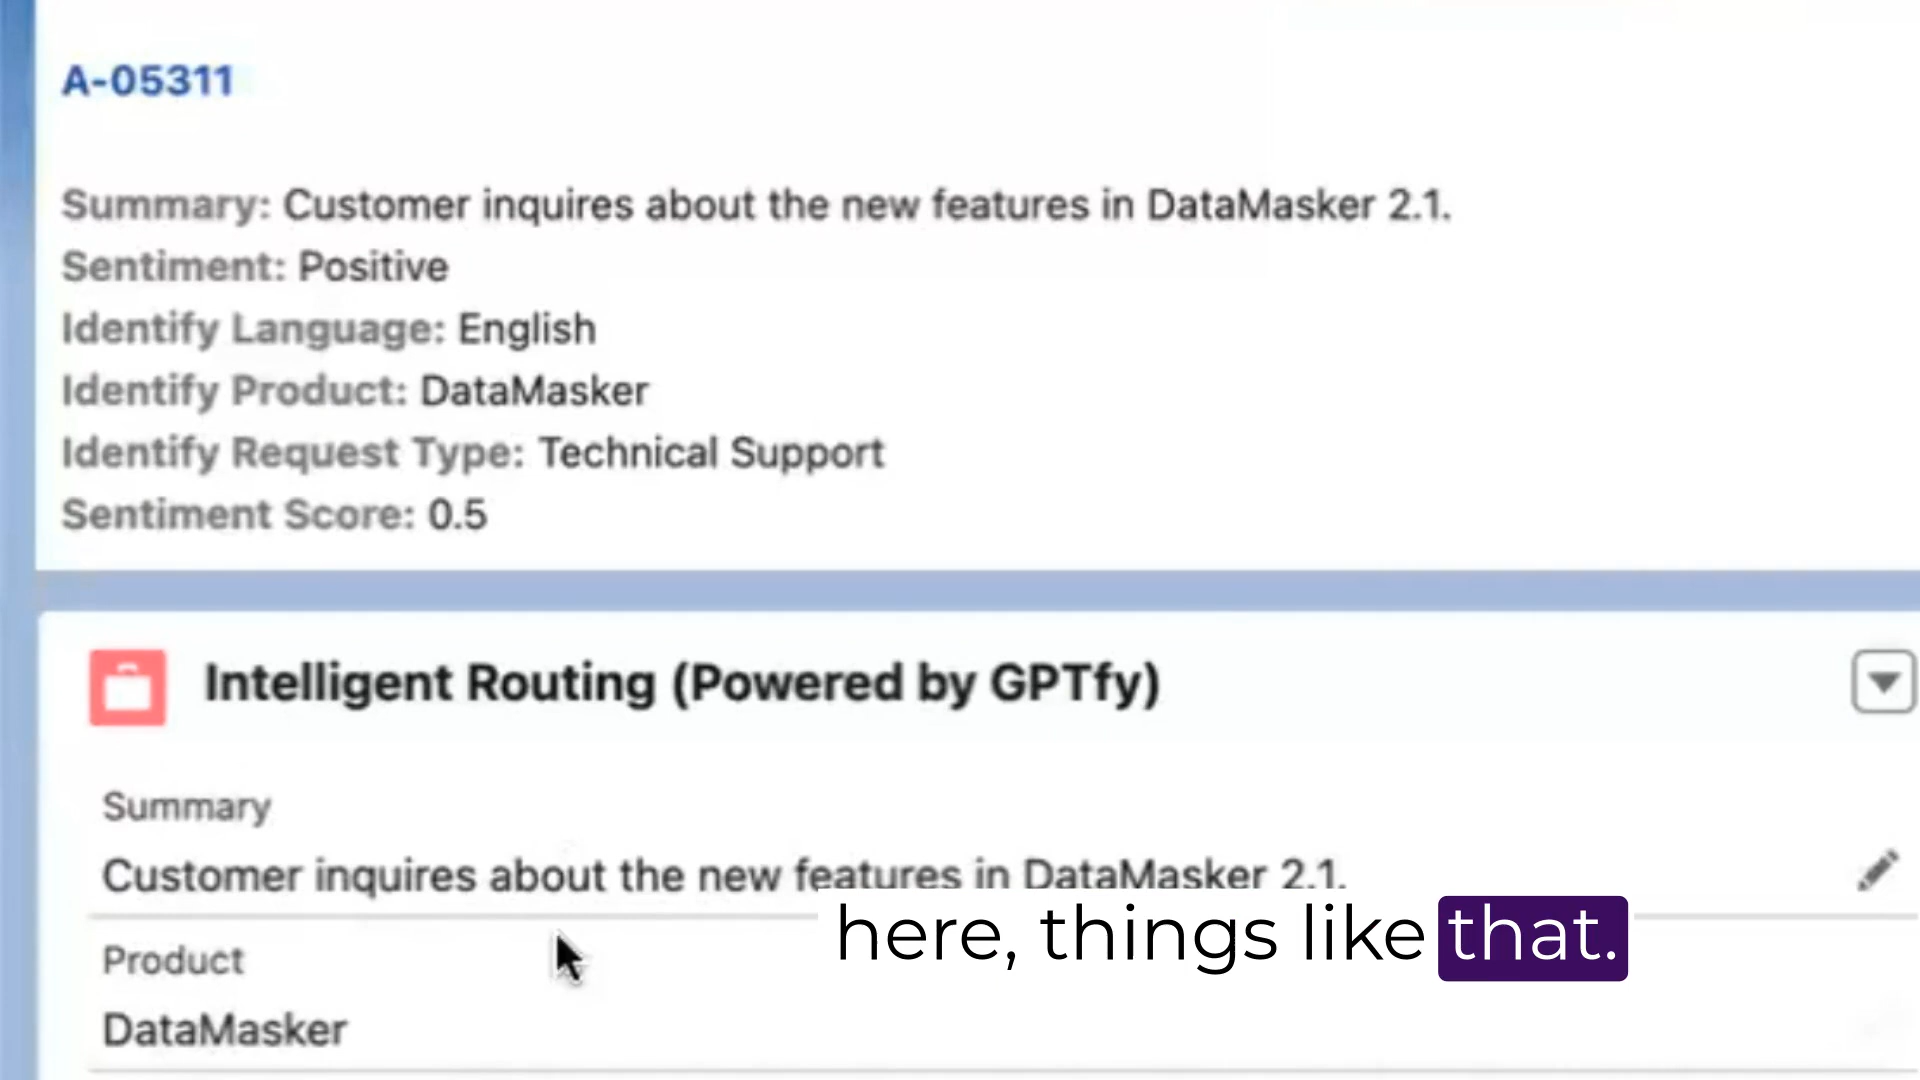 A-05311
Summary: Customer inquires about the new features in DataMasker 2.1.
Sentiment: Positive
Identify Language: English
Identify Product: DataMasker
Identify Request Type: Technical Support
Sentiment Score: 0.5
Intelligent Routing (Powered by GPTfy)
Summary
Customer inquires about the new features in DataMasker 2.1.
here, things like that.
Product
DataMasker